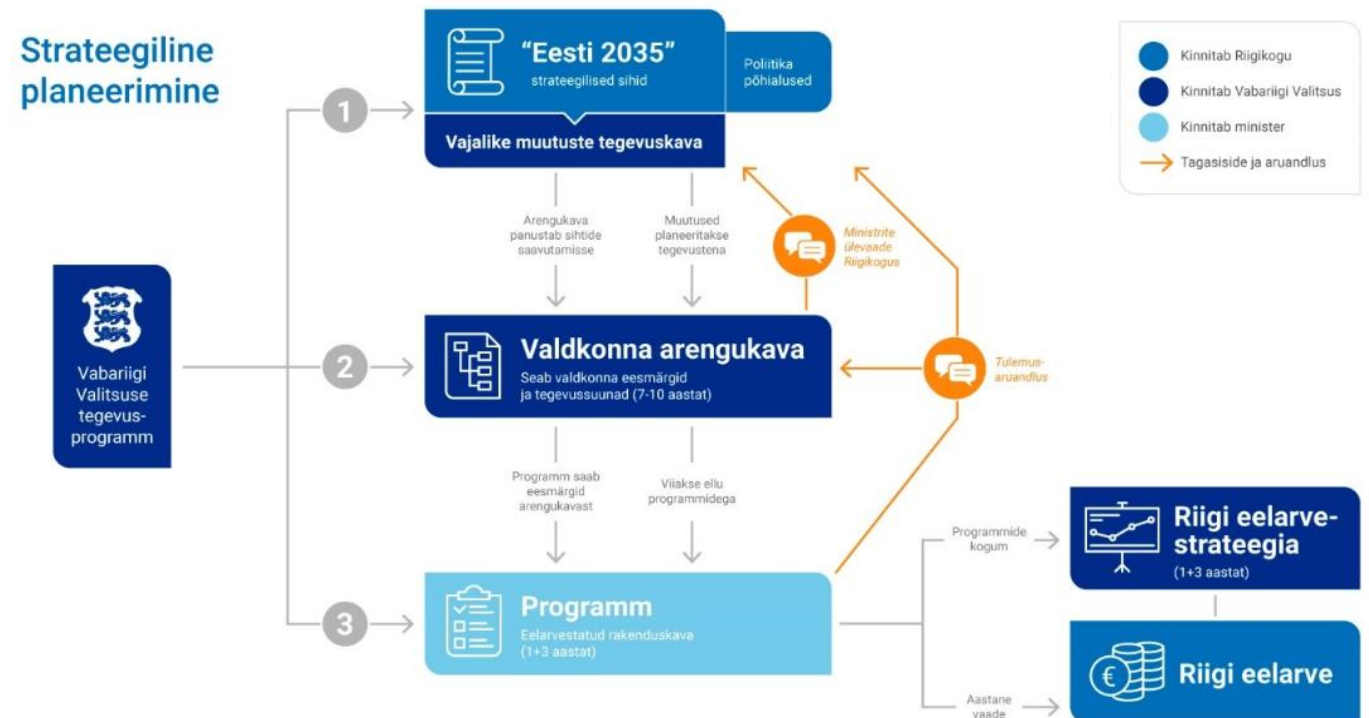 Strateegiline
planeerimine
1
"Eesti 2035"
strateegilised sihid
Poliitika
põhialused
Vajalike muutuste tegevuskava
Kinnitab Riigikogu
Kinnitab Vabariigi Valitsus
Kinnitab minister
Tagasiside ja aruandlus
Arengukava
panustab sihtide
saavutamisse
Muutused
planeeritakse
tegevustena
Ministrite
ülevaade
Riigikogus
Vabariigi
Valitsuse
tegevus-
programm
2
Valdkonna arengukava
Seab valdkonna eesmärgid
ja tegevussuunad (7-10 aastat)
Tulemus-
aruandlus
Programm saab
eesmärgid
arengukavast
Viiakse ellu
programmidega
3
Programm
Eelarvestatud rakenduskava
(1+3 aastat)
Programmide
kogum
Riigi eelarve-
strateegia
(1+3 aastat)
Aastane
vaade
€
Riigi eelarve